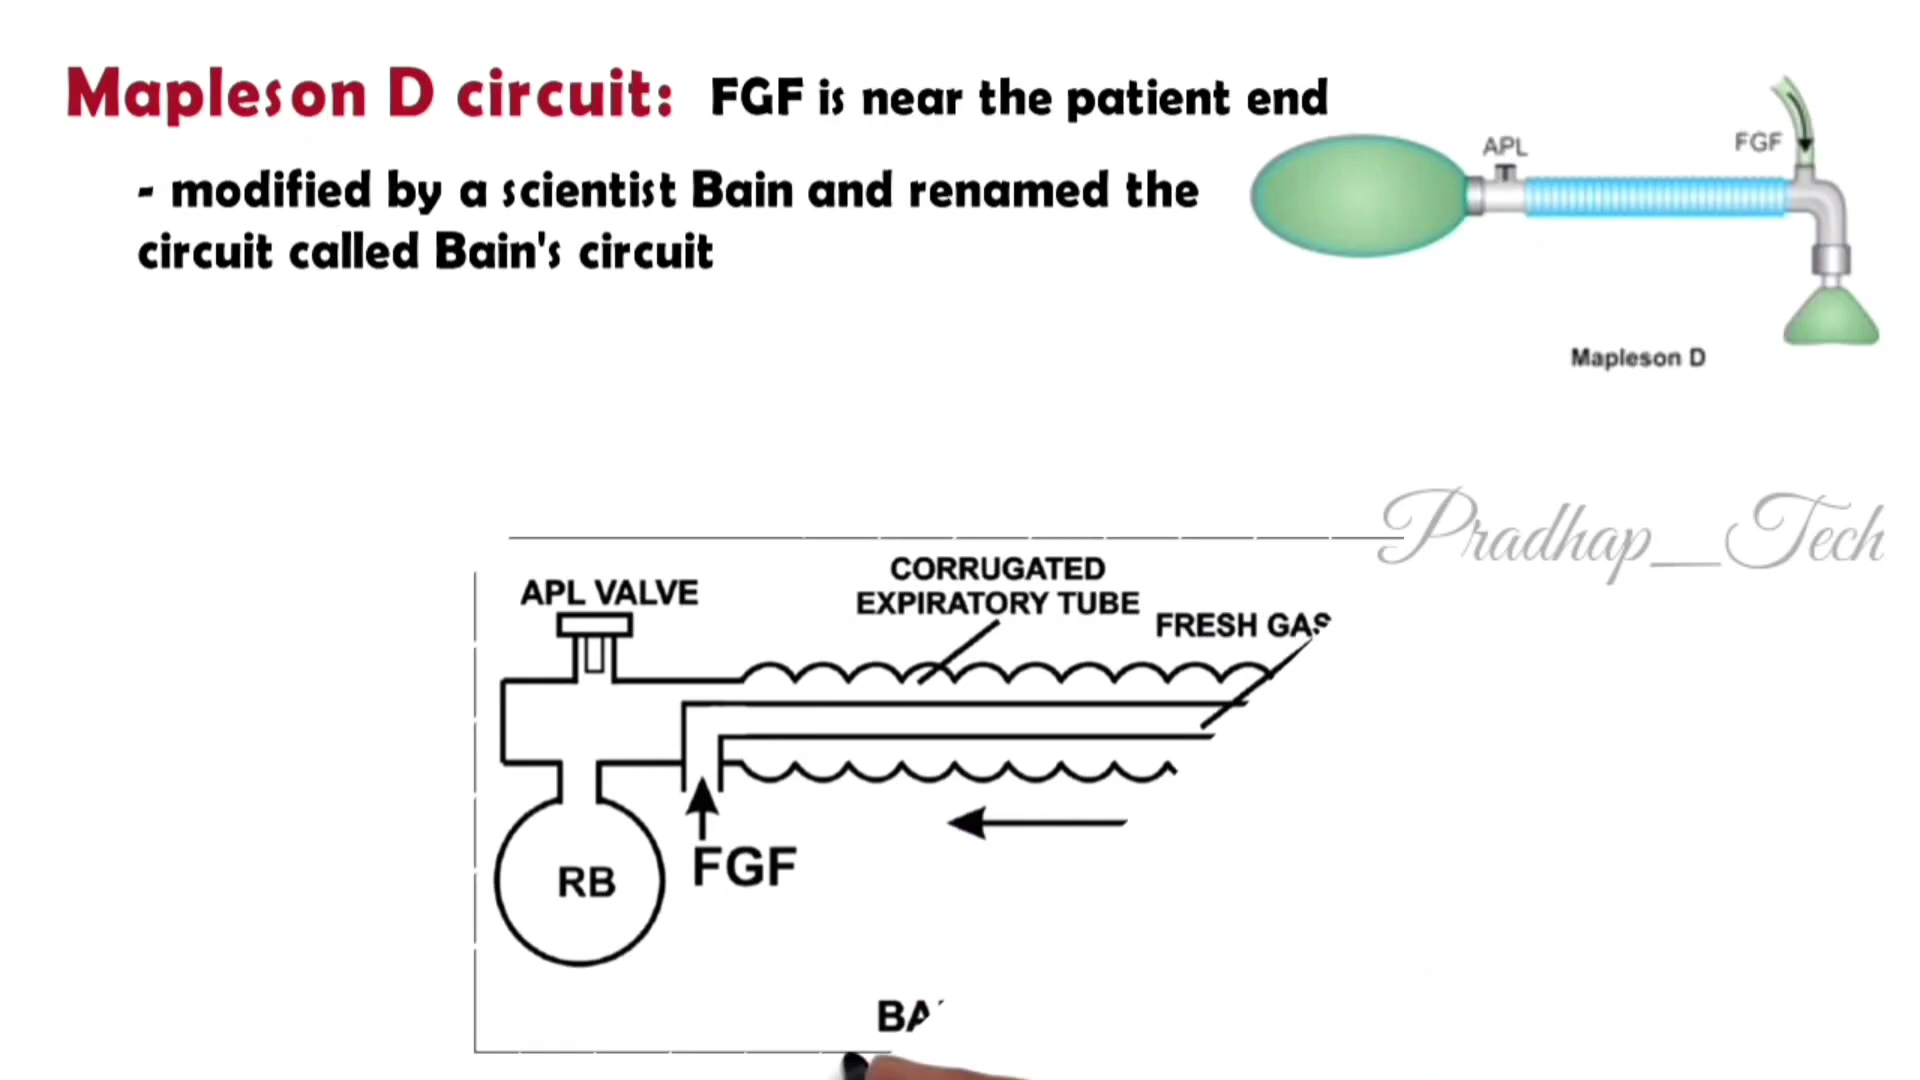 Mapleson D circuit: FGF is near the patient end
- modified by a scientist Bain and renamed the
circuit called Bain's circuit
APL
FGF
Mapleson D
Pradhap_Tech
APL VALVE
CORRUGATED
EXPIRATORY TUBE
FRESH GAS
FGF
RB